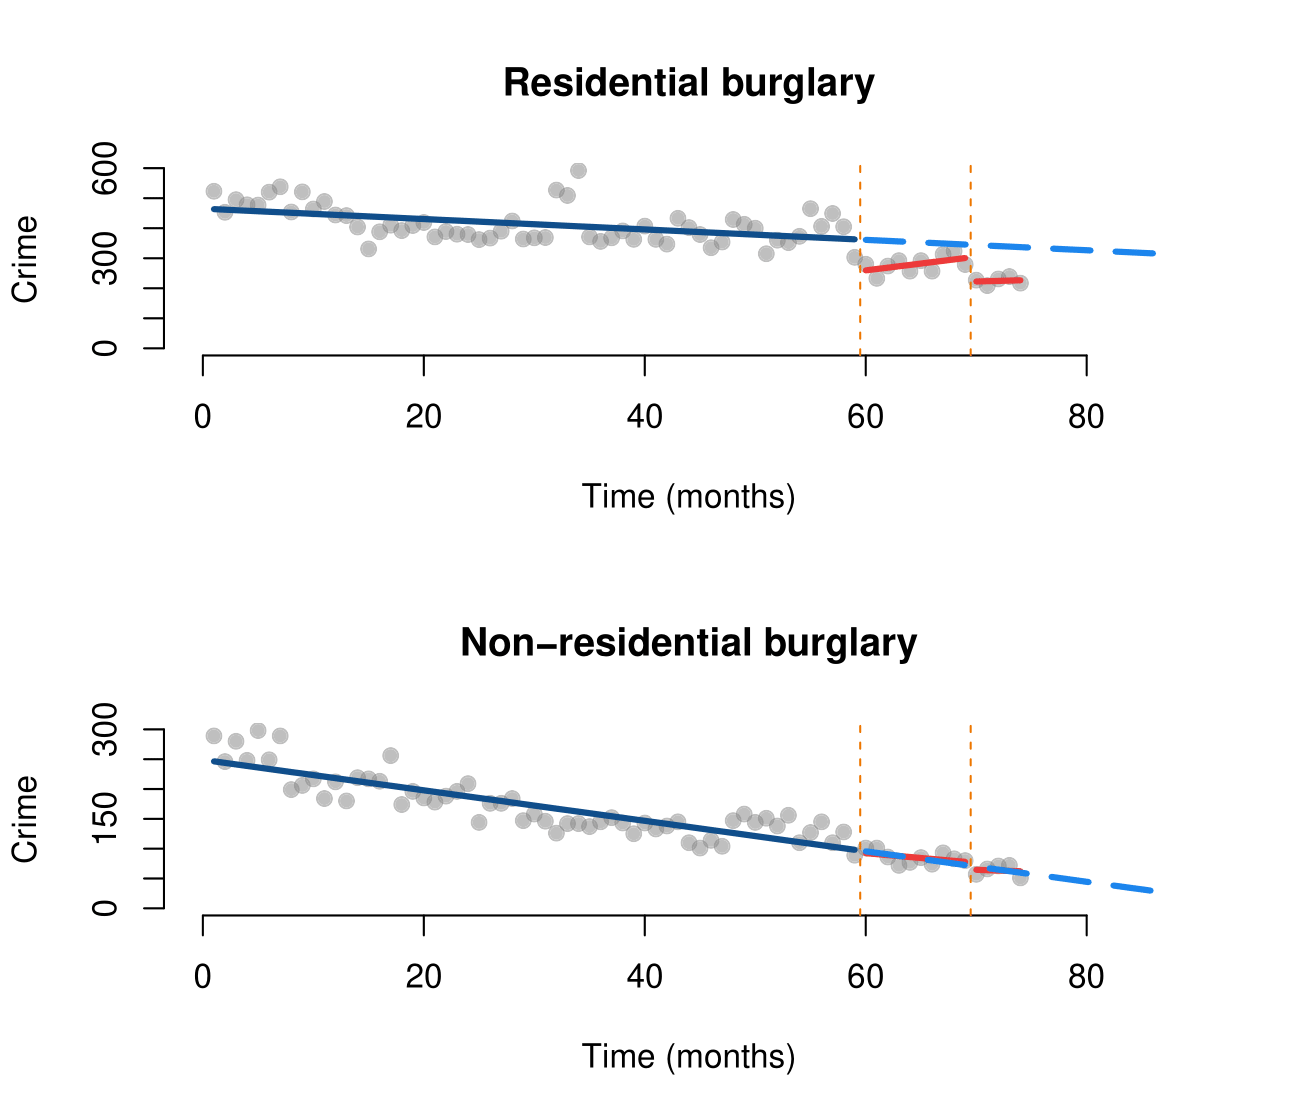 Residential burglary
Crime
600
300
0
0 20 40 60 80
Time (months)
Non−residential burglary
Crime
300
150
0
0 20 40 60 80
Time (months)